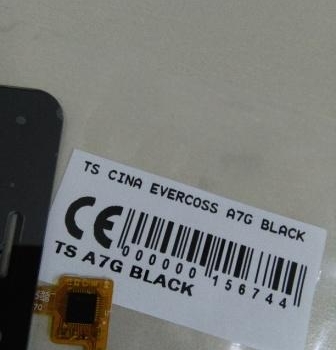 TS CINA EVERCOSS A7G BLACK
CE
000000 156744
TS A7G BLACK